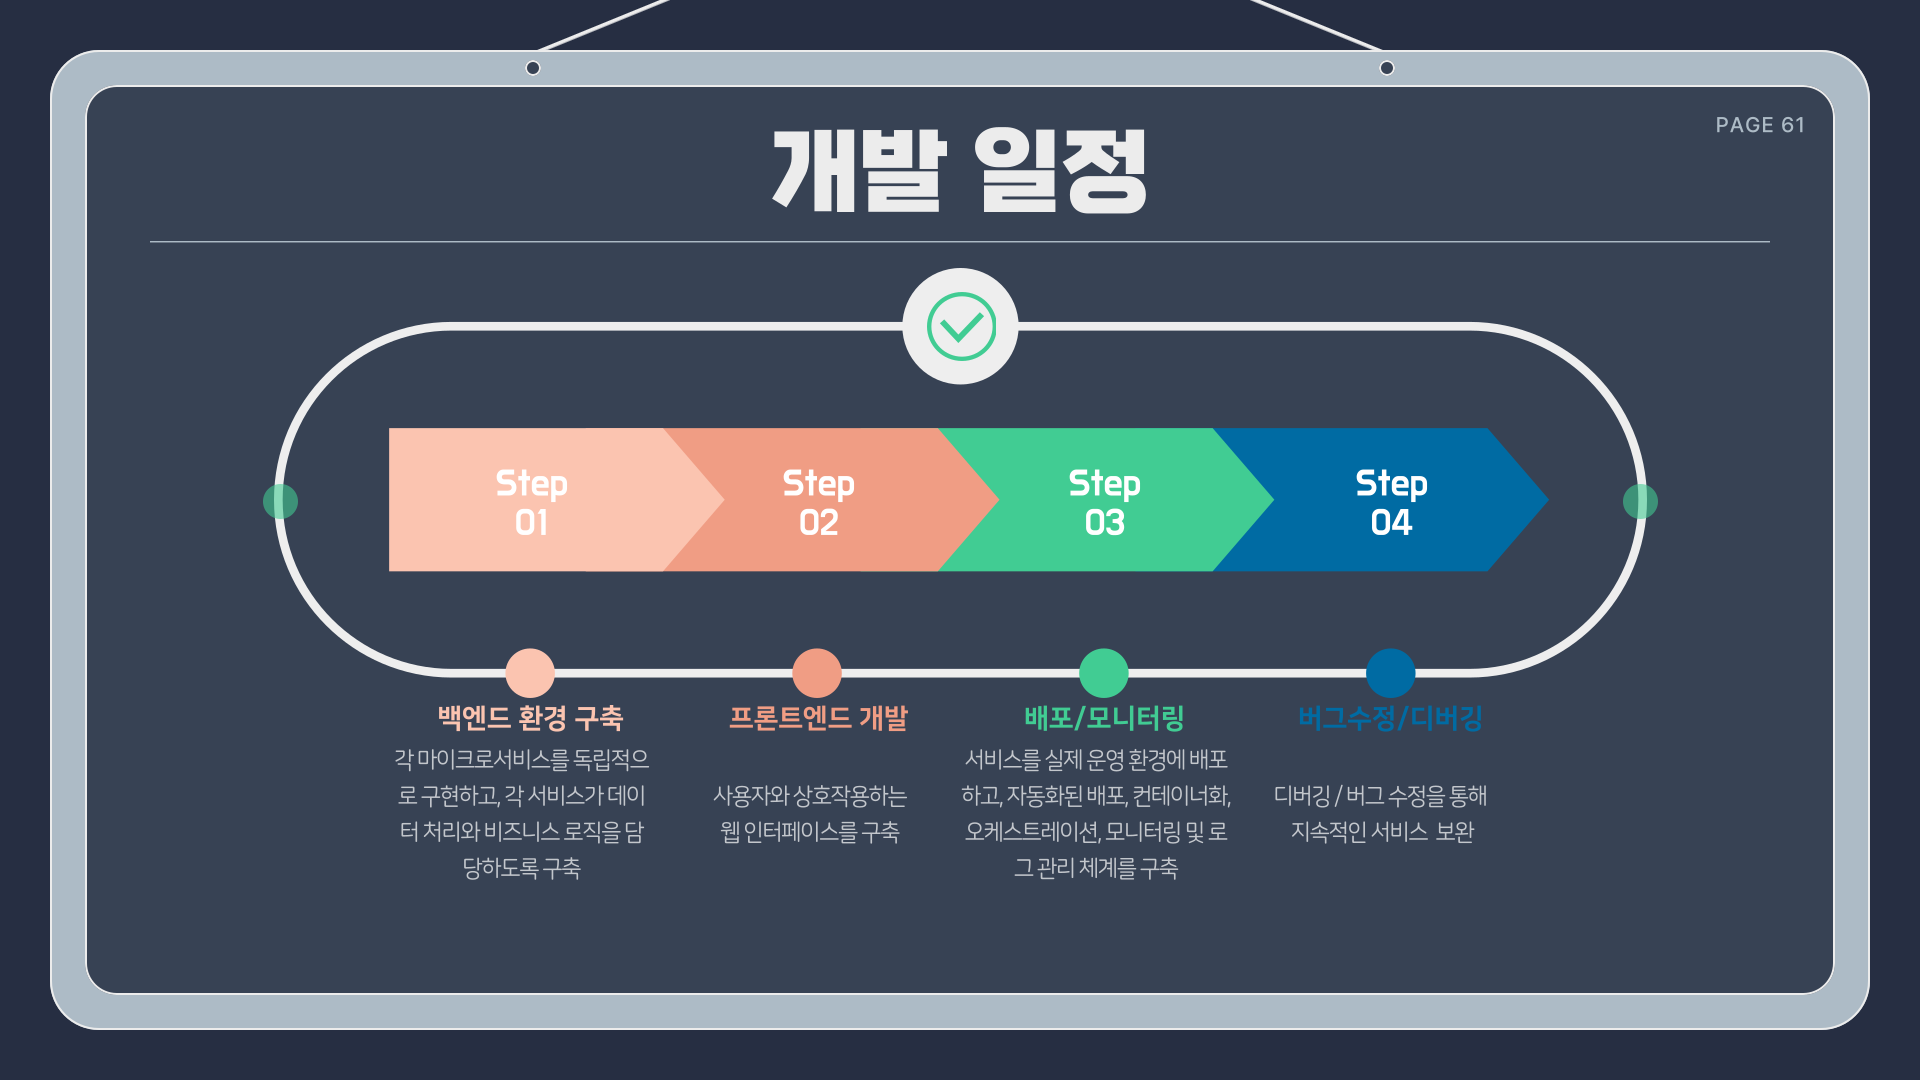 PAGE 61
개발 일정
Step
01
Step
02
Step
03
Step
04
백엔드 환경 구축
각 마이크로서비스를 독립적으
로 구현하고, 각 서비스가 데이
터 처리와 비즈니스 로직을 담
당하도록 구축
프론트엔드 개발
사용자와 상호작용하는
웹 인터페이스를 구축
배포/모니터링
서비스를 실제 운영 환경에 배포
하고, 자동화된 배포, 컨테이너화,
오케스트레이션, 모니터링 및 로
그 관리 체계를 구축
버그수정/디버깅
디버깅 / 버그 수정을 통해
지속적인 서비스 보완